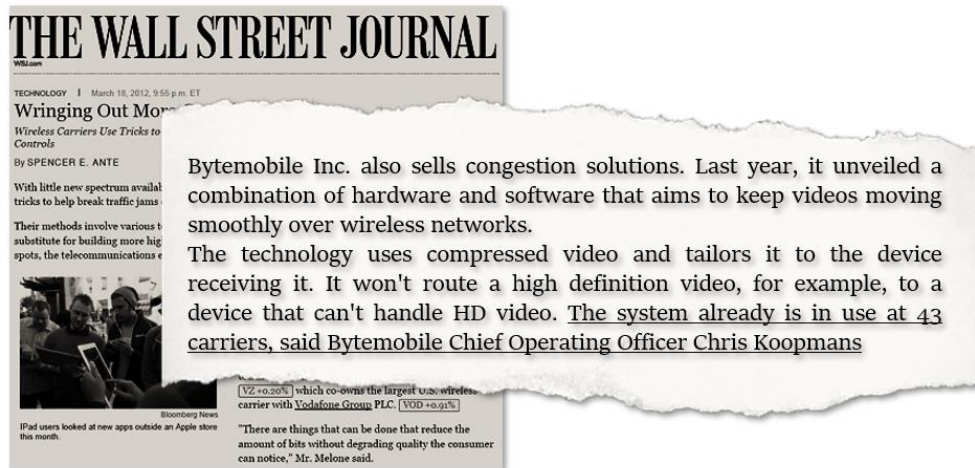 THE WALL STREET JOURNAL
WSJ.com
TECHNOLOGY | March 18, 2012, 9:55 p.m. ET
Wringing Out Mor
Wireless Carriers Use Tricks to
Controls
By SPENCER E. ANTE
With little new spectrum availab
tricks to help break traffic jams
Their methods involve various t
substitute for building more hig
spots, the telecommunications e
Bytemobile Inc. also sells congestion solutions. Last year, it unveiled a
combination of hardware and software that aims to keep videos moving
smoothly over wireless networks.
The technology uses compressed video and tailors it to the device
receiving it. It won't route a high definition video, for example, to a
device that can't handle HD video. The system already is in use at 43
carriers, said Bytemobile Chief Operating Officer Chris Koopmans
Bloomberg News
IPad users looked at new apps outside an Apple store
this month.
VZ +0.20% which co-owns the largest U.S. wireless
carrier with Vodafone Group PLC. VOD +0.91%
"There are things that can be done that reduce the
amount of bits without degrading quality the consumer
can notice," Mr. Melone said.